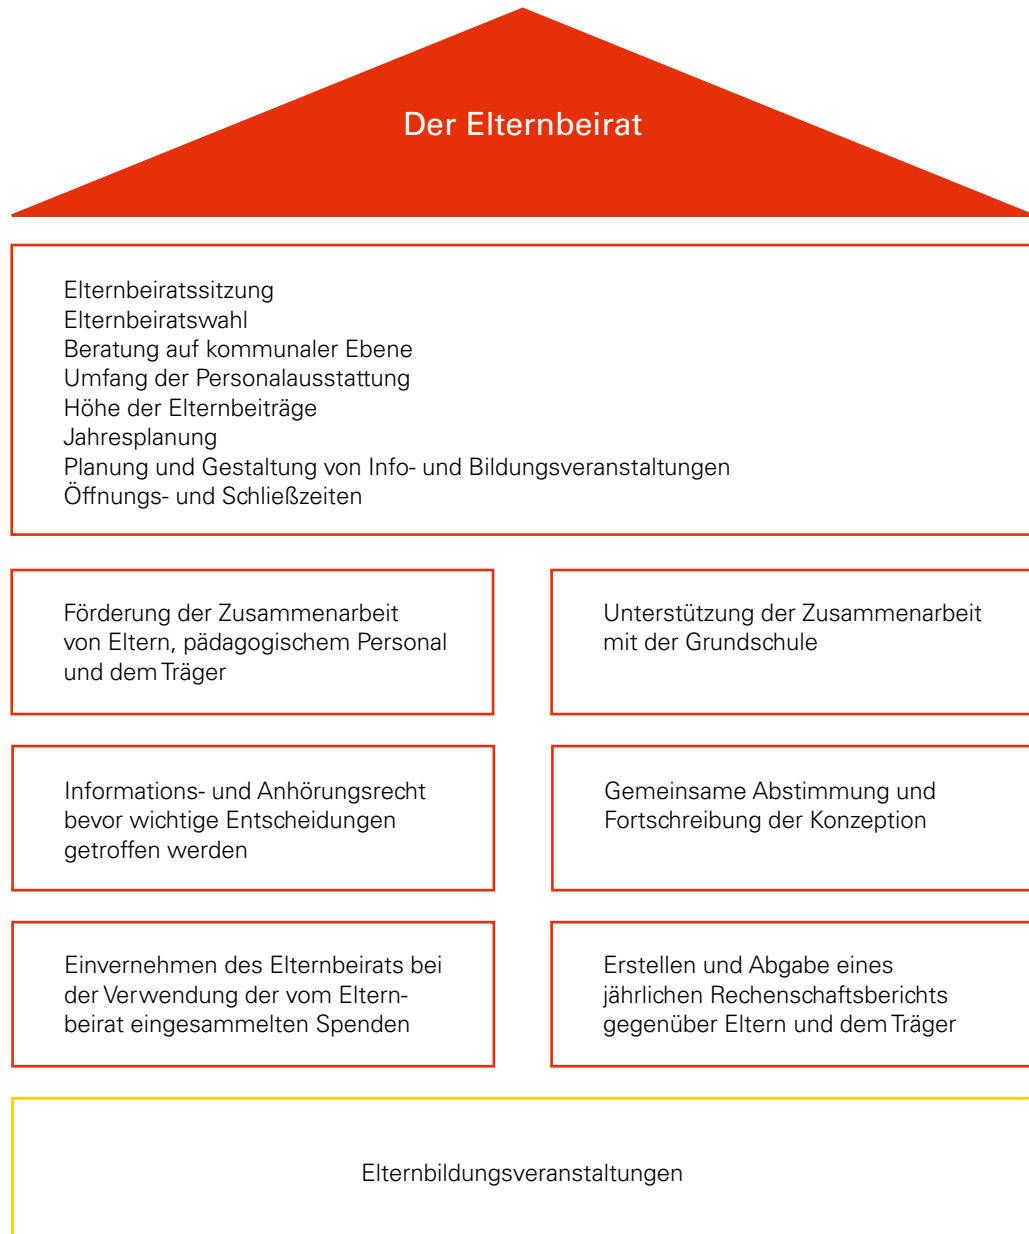 Der Elternbeirat
Elternbeiratssitzung
Elternbeiratswahl
Beratung auf kommunaler Ebene
Umfang der Personalausstattung
Höhe der Elternbeiträge
Jahresplanung
Planung und Gestaltung von Info- und Bildungsveranstaltungen
Öffnungs- und Schließzeiten
Förderung der Zusammenarbeit
von Eltern, pädagogischem Personal
und dem Träger
Unterstützung der Zusammenarbeit
mit der Grundschule
Informations- und Anhörungsrecht
bevor wichtige Entscheidungen
getroffen werden
Gemeinsame Abstimmung und
Fortschreibung der Konzeption
Einvernehmen des Elternbeirats bei
der Verwendung der vom Eltern-
beirat eingesammelten Spenden
Erstellen und Abgabe eines
jährlichen Rechenschaftsberichts
gegenüber Eltern und dem Träger
Elternbildungsveranstaltungen